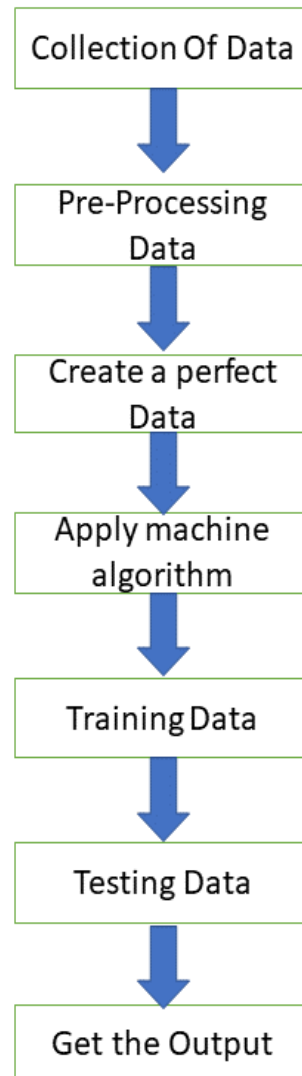 Collection Of Data
Pre-Processing
Data
Create a perfect
Data
Apply machine
algorithm
Training Data
Testing Data
Get the Output